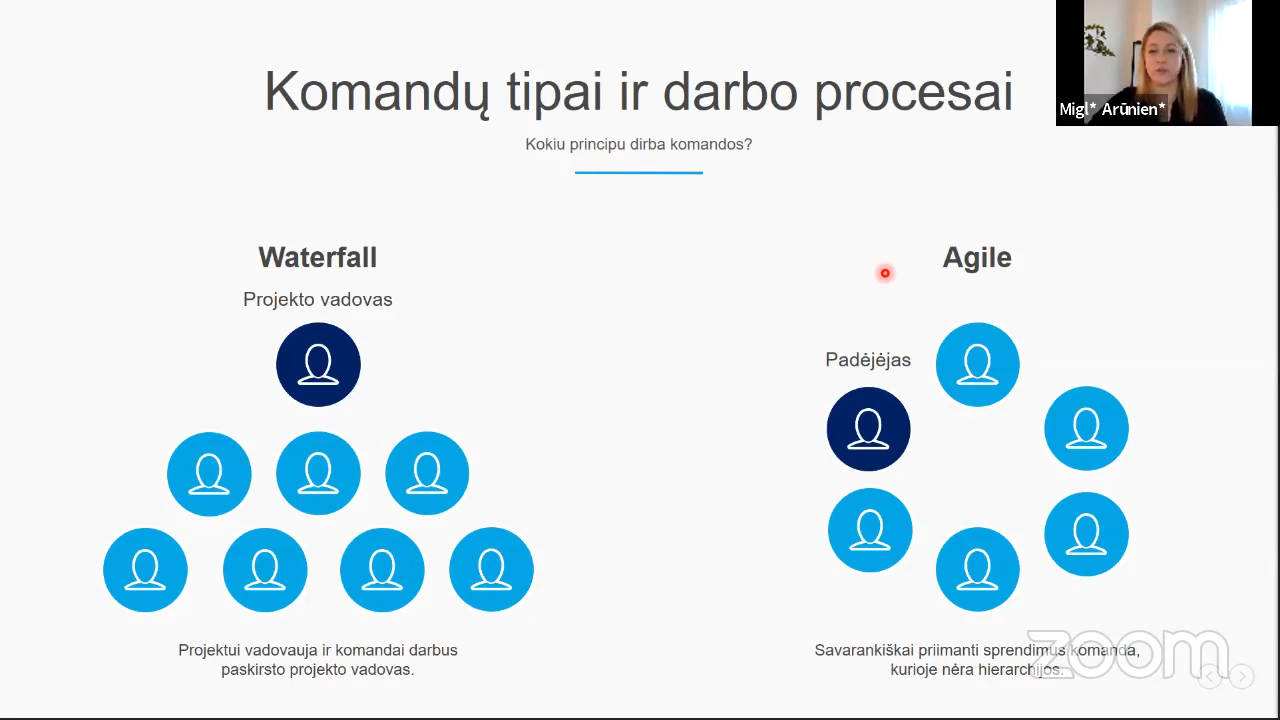 Komandų tipai ir darbo procesai
Kokiu principu dirba komandos?
Migl* Arūnien*
Waterfall
Projekto vadovas
Projektui vadovauja ir komandai darbus
paskirsto projekto vadovas.
Agile
Padėjėjas
Savarankiškai priimanti sprendimus komanda,
kurioje nėra hierarchijos.
zoom